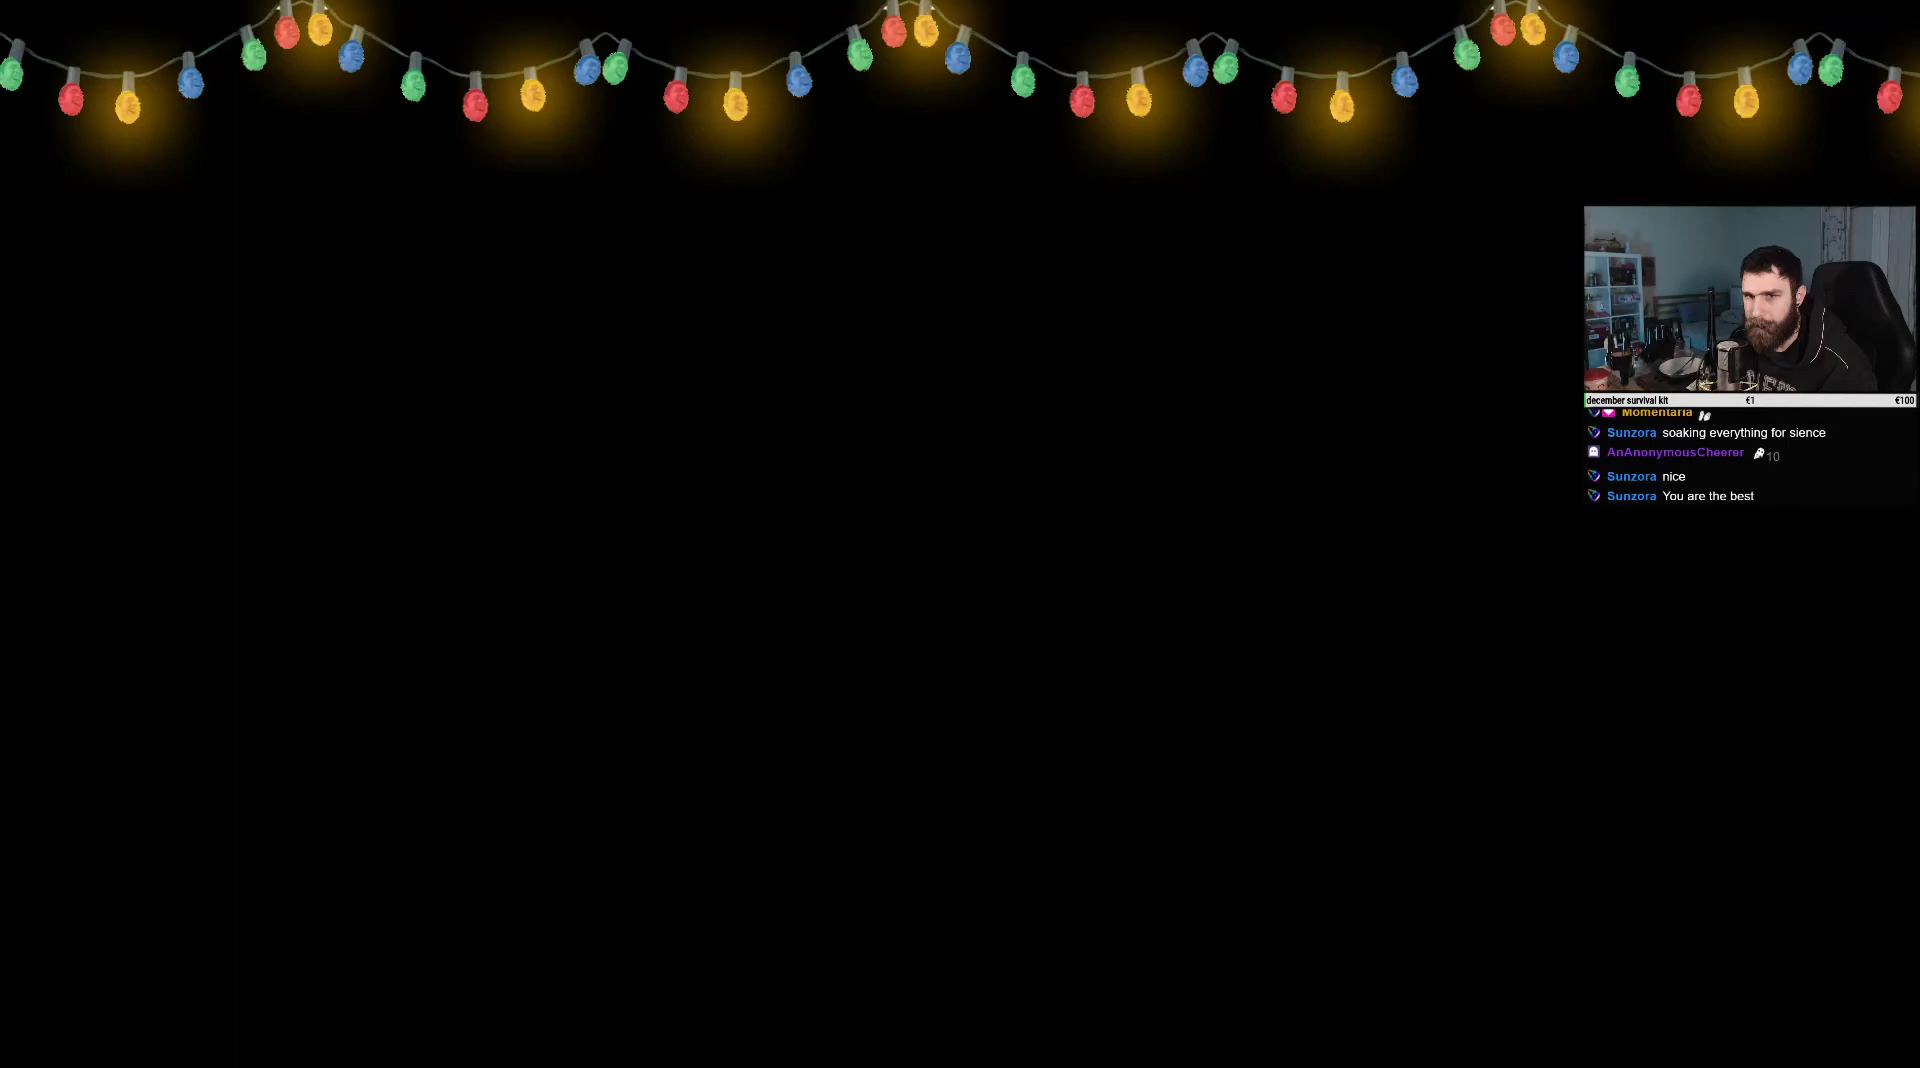 december survival kit €1 €100
Momentaria
Sunzora soaking everything for sience
AnAnonymousCheerer 10
Sunzora nice
Sunzora You are the best